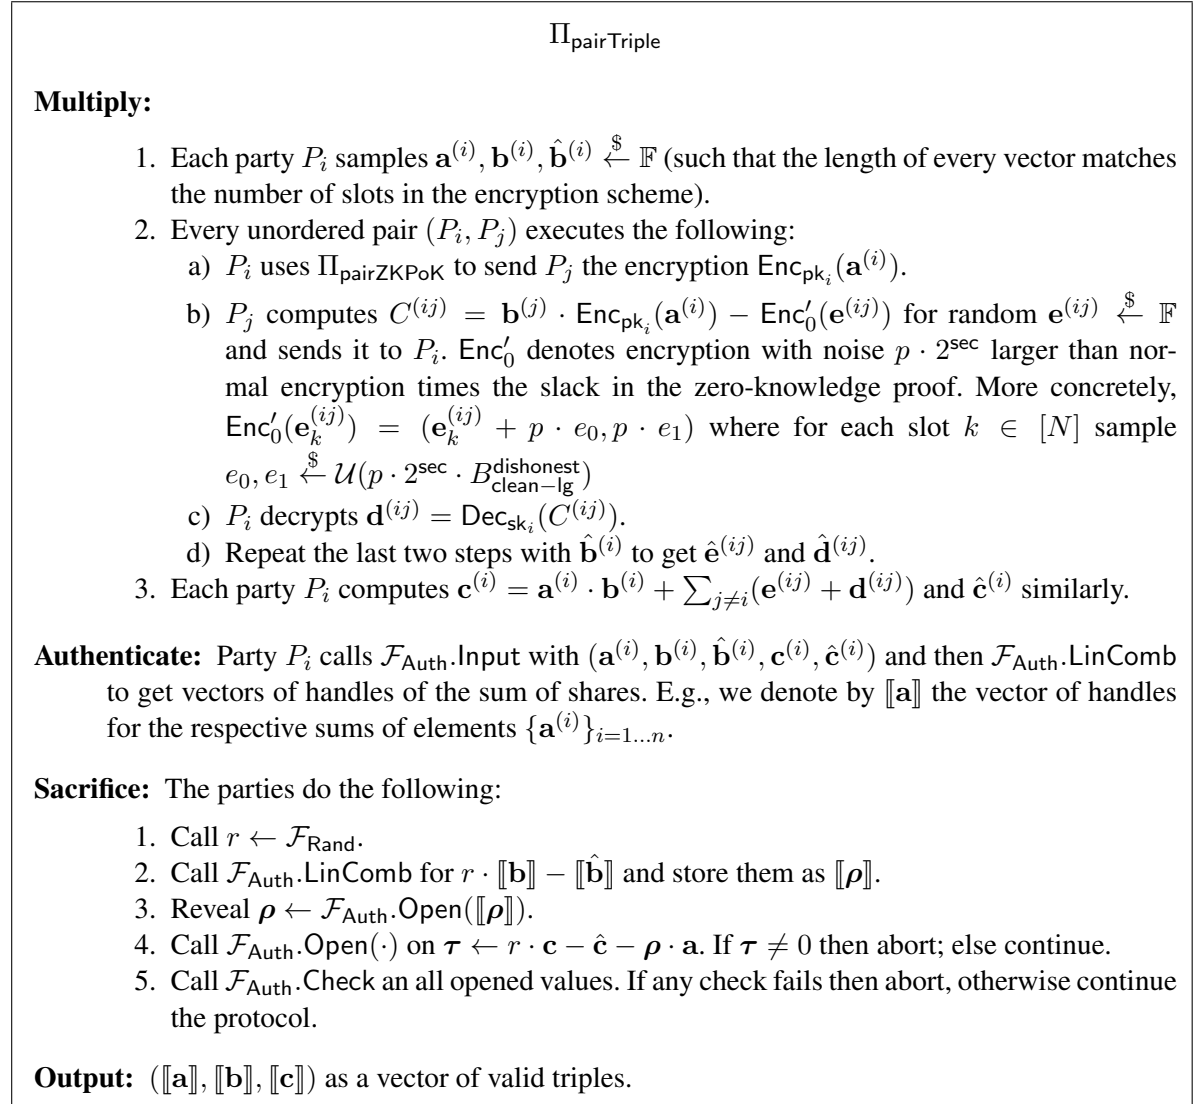 Π_pairTriple
Multiply:
1. Each party P_i samples a^(i), b^(i), b̂^(i) ←$ 𝔽 (such that the length of every vector matches
the number of slots in the encryption scheme).
2. Every unordered pair (P_i, P_j) executes the following:
a) P_i uses Π_pairZKPoK to send P_j the encryption Enc_{pk_i}(a^(i)).
b) P_j computes C^(ij) = b^(j) · Enc_{pk_i}(a^(i)) − Enc′_0(e^(ij)) for random e^(ij) ←$ 𝔽
and sends it to P_i. Enc′_0 denotes encryption with noise p · 2^sec larger than nor-
mal encryption times the slack in the zero-knowledge proof. More concretely,
Enc′_0(e_k^(ij)) = (e_k^(ij) + p · e_0, p · e_1) where for each slot k ∈ [N] sample
e_0, e_1 ←$ 𝒰(p · 2^sec · B_clean−lg^dishonest)
c) P_i decrypts d^(ij) = Dec_{sk_i}(C^(ij)).
d) Repeat the last two steps with b̂^(i) to get ê^(ij) and d̂^(ij).
3. Each party P_i computes c^(i) = a^(i) · b^(i) + ∑_{j≠i}(e^(ij) + d^(ij)) and ĉ^(i) similarly.
Authenticate: Party P_i calls ℱ_Auth.Input with (a^(i), b^(i), b̂^(i), c^(i), ĉ^(i)) and then ℱ_Auth.LinComb
to get vectors of handles of the sum of shares. E.g., we denote by ⟦a⟧ the vector of handles
for the respective sums of elements {a^(i)}_{i=1...n}.
Sacrifice: The parties do the following:
1. Call r ← ℱ_Rand.
2. Call ℱ_Auth.LinComb for r · ⟦b⟧ − ⟦b̂⟧ and store them as ⟦ρ⟧.
3. Reveal ρ ← ℱ_Auth.Open(⟦ρ⟧).
4. Call ℱ_Auth.Open(·) on τ ← r · c − ĉ − ρ · a. If τ ≠ 0 then abort; else continue.
5. Call ℱ_Auth.Check an all opened values. If any check fails then abort, otherwise continue
the protocol.
Output: (⟦a⟧, ⟦b⟧, ⟦c⟧) as a vector of valid triples.